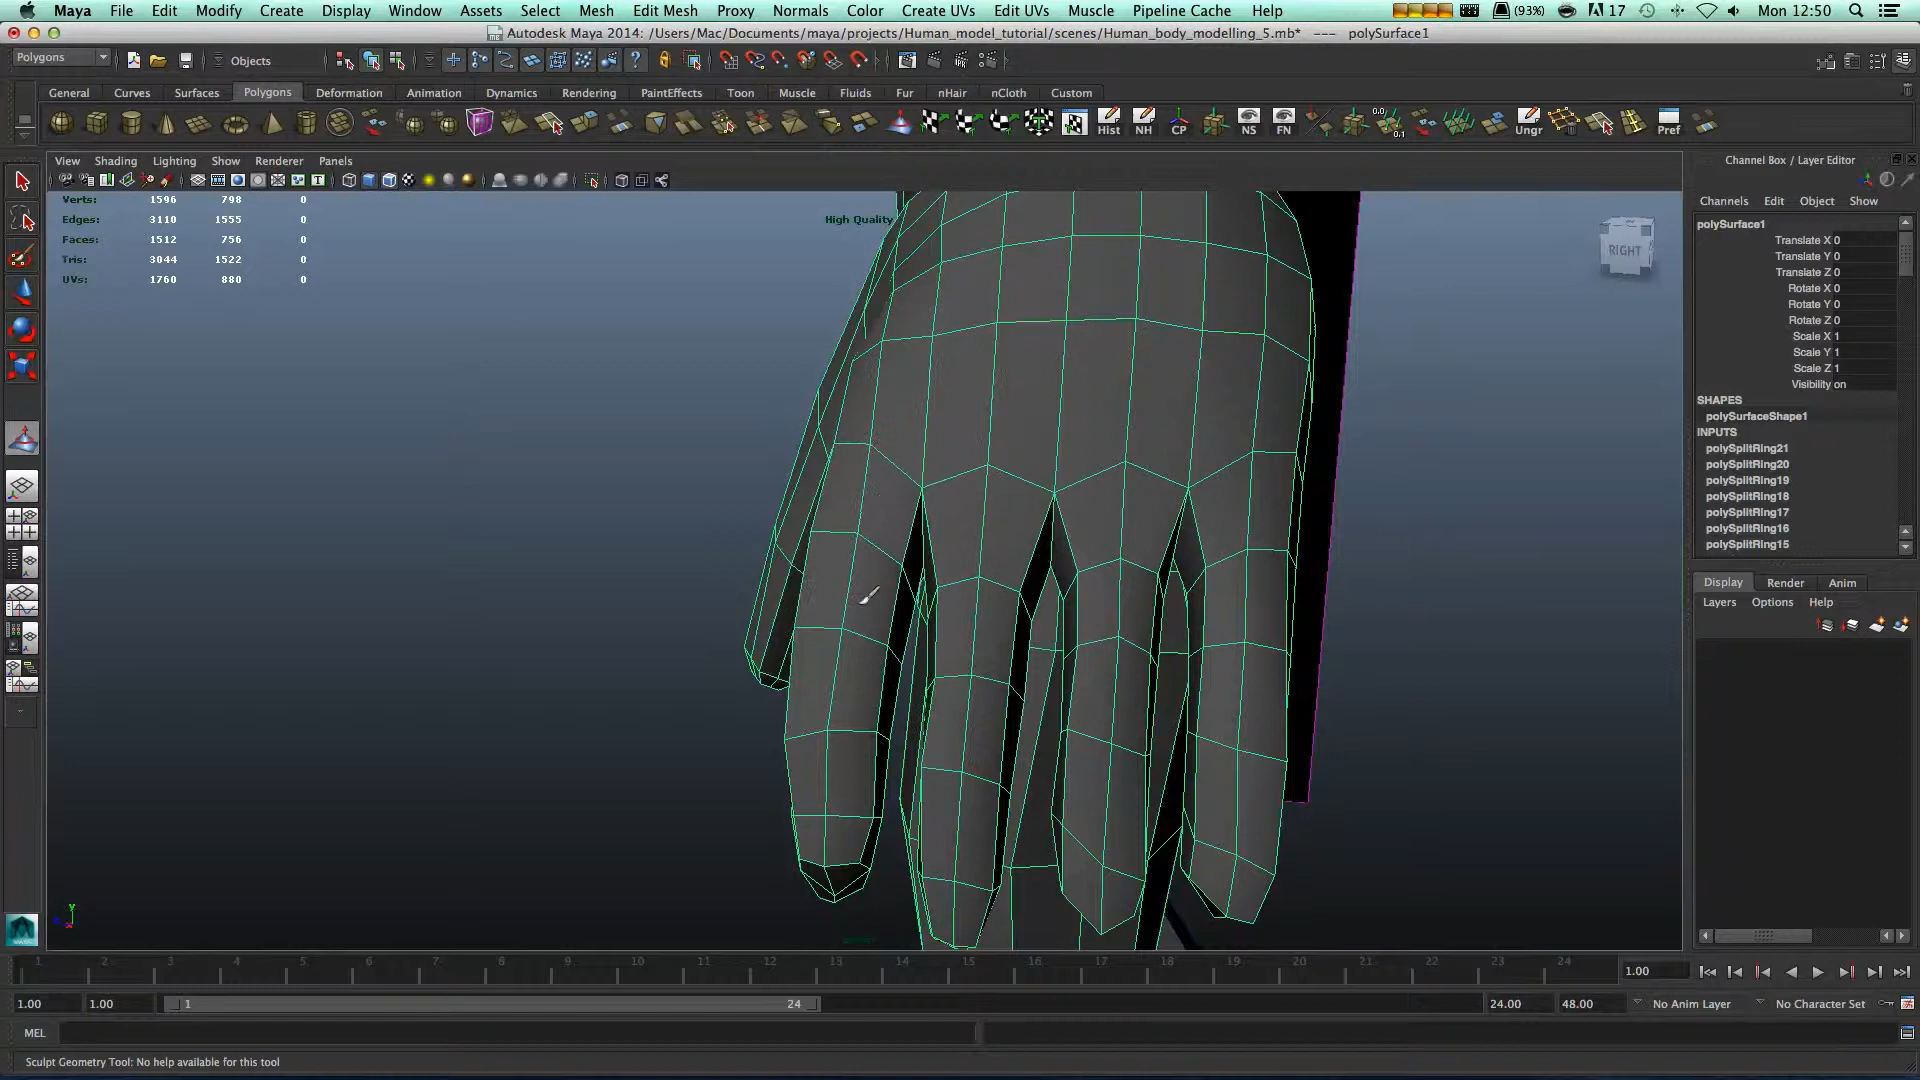 Maya File Edit Modify Create Display Window Assets Select Mesh Edit Mesh Proxy Normals Color Create UVs Edit UVs Muscle Pipeline Cache Help (93%) 17 Mon 12:50
Autodesk Maya 2014: /Users/Mac/Documents/maya/projects/Human_model_tutorial/scenes/Human_body_modelling_5.mb* --- polySurface1
Polygons Objects
General Curves Surfaces Polygons Deformation Animation Dynamics Rendering PaintEffects Toon Muscle Fluids Fur nHair nCloth Custom
Hist NH CP NS FN 0.0 0.1 Ungr Pref
View Shading Lighting Show Renderer Panels
Channel Box / Layer Editor
Channels Edit Object Show
Verts: 1596 798 0
Edges: 3110 1555 0
Faces: 1512 756 0
Tris: 3044 1522 0
UVs: 1760 880 0
High Quality
RIGHT
polySurface1
Translate X 0
Translate Y 0
Translate Z 0
Rotate X 0
Rotate Y 0
Rotate Z 0
Scale X 1
Scale Y 1
Scale Z 1
Visibility on
SHAPES
polySurfaceShape1
INPUTS
polySplitRing21
polySplitRing20
polySplitRing19
polySplitRing18
polySplitRing17
polySplitRing16
polySplitRing15
Display Render Anim
Layers Options Help
y
1 2 3 4 5 6 7 8 9 10 11 12 13 14 15 16 17 18 19 20 21 22 23 24 1.00
1.00 1.00 1 24 24.00 48.00 No Anim Layer No Character Set
MEL
Sculpt Geometry Tool: No help available for this tool